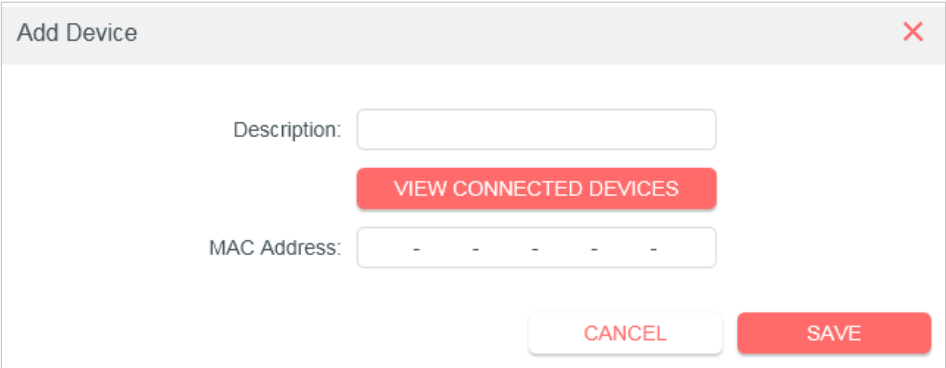 Add Device
Description:
VIEW CONNECTED DEVICES
MAC Address: - - - - -
CANCEL SAVE